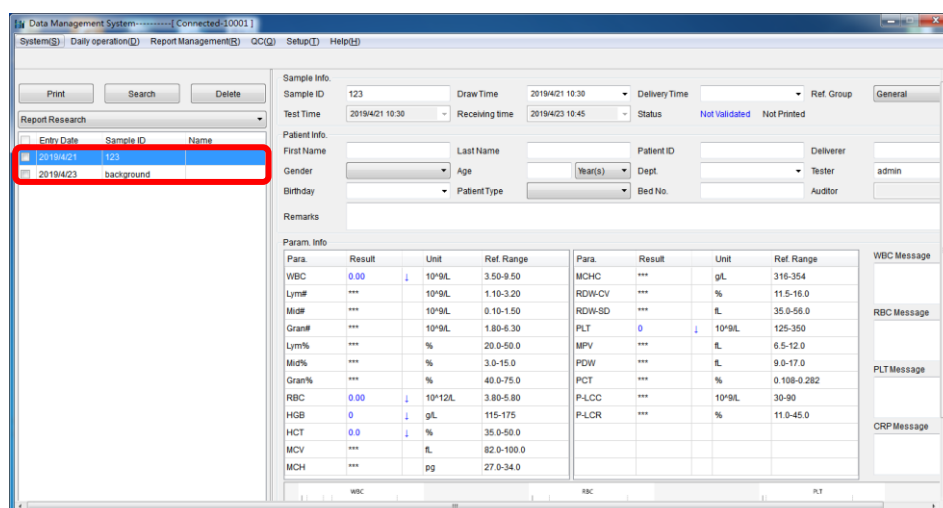 Data Management System----------[ Connected-10001 ]
System(S) Daily operation(D) Report Management(R) QC(Q) Setup(T) Help(H)
Print Search Delete
Report Research
Entry Date Sample ID Name
2019/4/21 123
2019/4/23 background
Sample Info.
Sample ID 123 Draw Time 2019/4/21 10:30 Delivery Time Ref. Group General
Test Time 2019/4/21 10:30 Receiving time 2019/4/23 10:45 Status Not Validated Not Printed
Patient Info.
First Name Last Name Patient ID Deliverer
Gender Age Year(s) Dept. Tester admin
Birthday Patient Type Bed No. Auditor
Remarks
Param. Info
Para. Result Unit Ref. Range Para. Result Unit Ref. Range WBC Message
WBC 0.00 ↓ 10^9/L 3.50-9.50 MCHC *** g/L 316-354
Lym# *** 10^9/L 1.10-3.20 RDW-CV *** % 11.5-16.0
Mid# *** 10^9/L 0.10-1.50 RDW-SD *** fL 35.0-56.0 RBC Message
Gran# *** 10^9/L 1.80-6.30 PLT 0 ↓ 10^9/L 125-350
Lym% *** % 20.0-50.0 MPV *** fL 6.5-12.0
Mid% *** % 3.0-15.0 PDW *** fL 9.0-17.0 PLT Message
Gran% *** % 40.0-75.0 PCT *** % 0.108-0.282
RBC 0.00 ↓ 10^12/L 3.80-5.80 P-LCC *** 10^9/L 30-90
HGB 0 ↓ g/L 115-175 P-LCR *** % 11.0-45.0
HCT 0.0 ↓ % 35.0-50.0 CRP Message
MCV *** fL 82.0-100.0
MCH *** pg 27.0-34.0
WBC RBC PLT